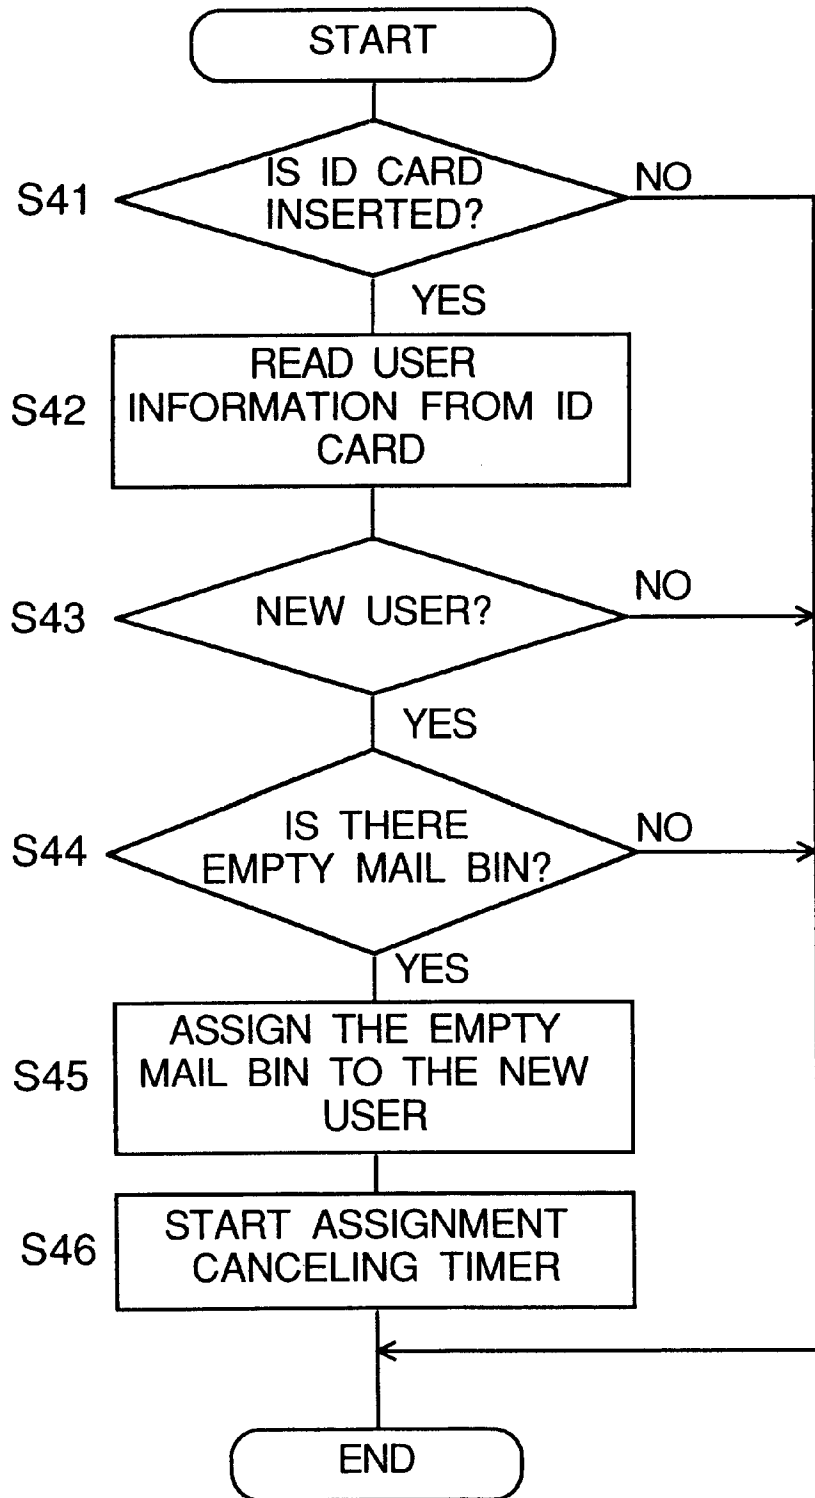 START
S41
IS ID CARD
INSERTED?
NO
YES
S42
READ USER
INFORMATION FROM ID
CARD
S43
NEW USER?
NO
YES
S44
IS THERE
EMPTY MAIL BIN?
NO
YES
S45
ASSIGN THE EMPTY
MAIL BIN TO THE NEW
USER
S46
START ASSIGNMENT
CANCELING TIMER
END